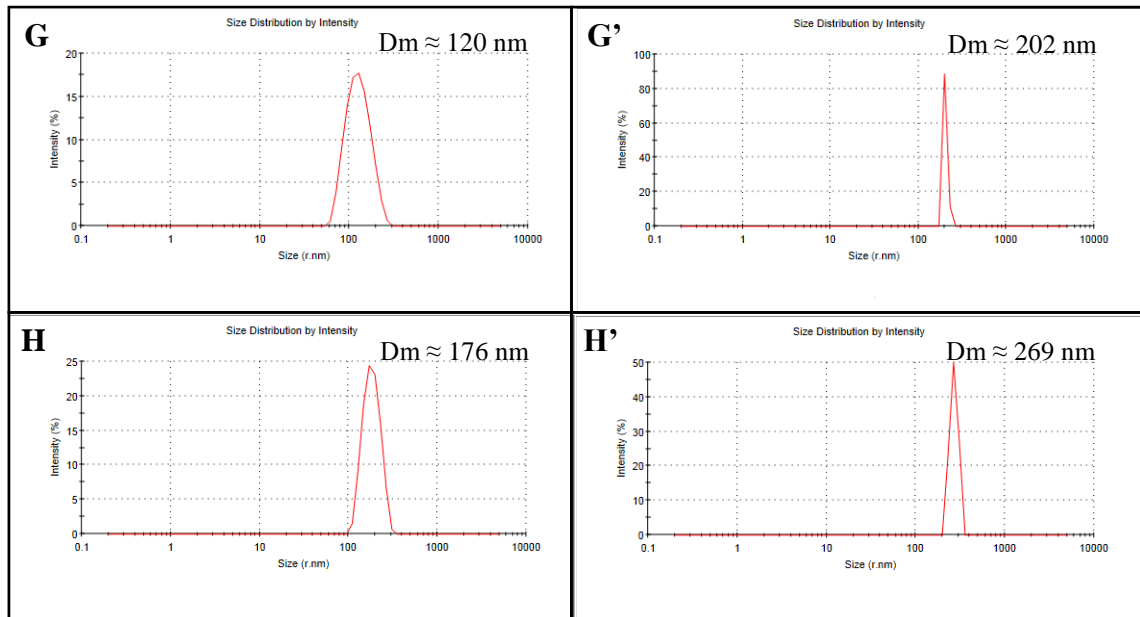 G
Size Distribution by Intensity
Dm ≈ 120 nm
20
15
10
5
0
Intensity (%)
0.1 1 10 100 1000 10000
Size (r.nm)
G’
Size Distribution by Intensity
Dm ≈ 202 nm
100
80
60
40
20
0
Intensity (%)
0.1 1 10 100 1000 10000
Size (r.nm)
H
Size Distribution by Intensity
Dm ≈ 176 nm
25
20
15
10
5
0
Intensity (%)
0.1 1 10 100 1000 10000
Size (r.nm)
H’
Size Distribution by Intensity
Dm ≈ 269 nm
50
40
30
20
10
0
Intensity (%)
0.1 1 10 100 1000 10000
Size (r.nm)